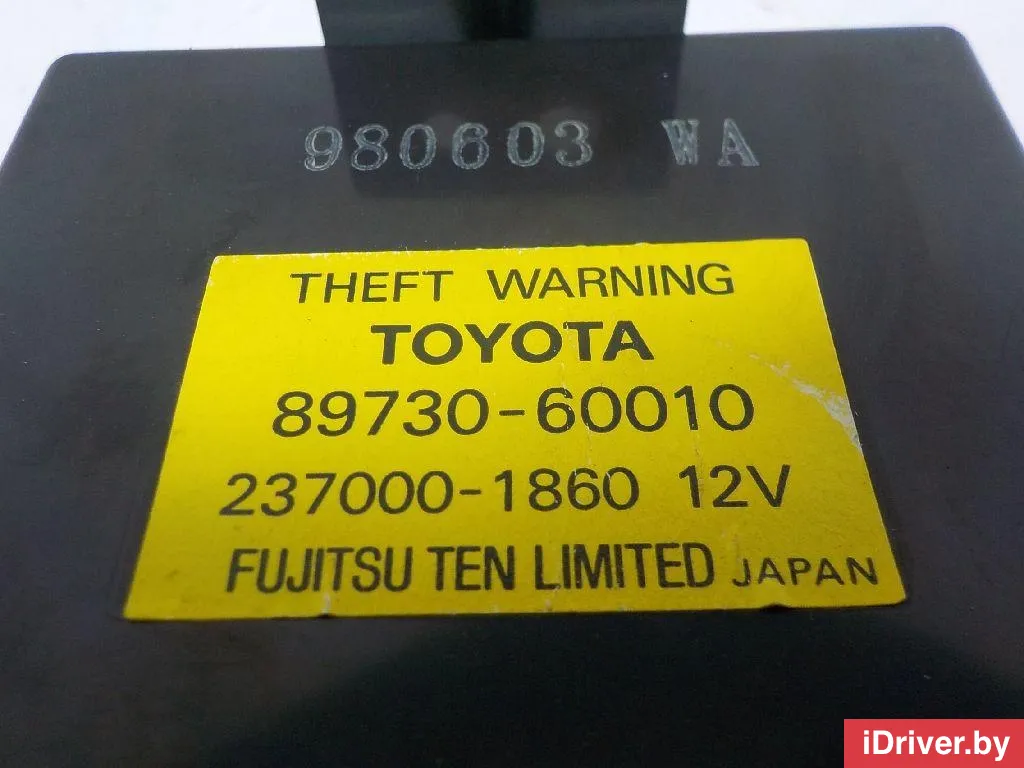 980603 WA
THEFT WARNING
TOYOTA
89730-60010
237000-1860 12V
FUJITSU TEN LIMITED JAPAN
iDriver.by